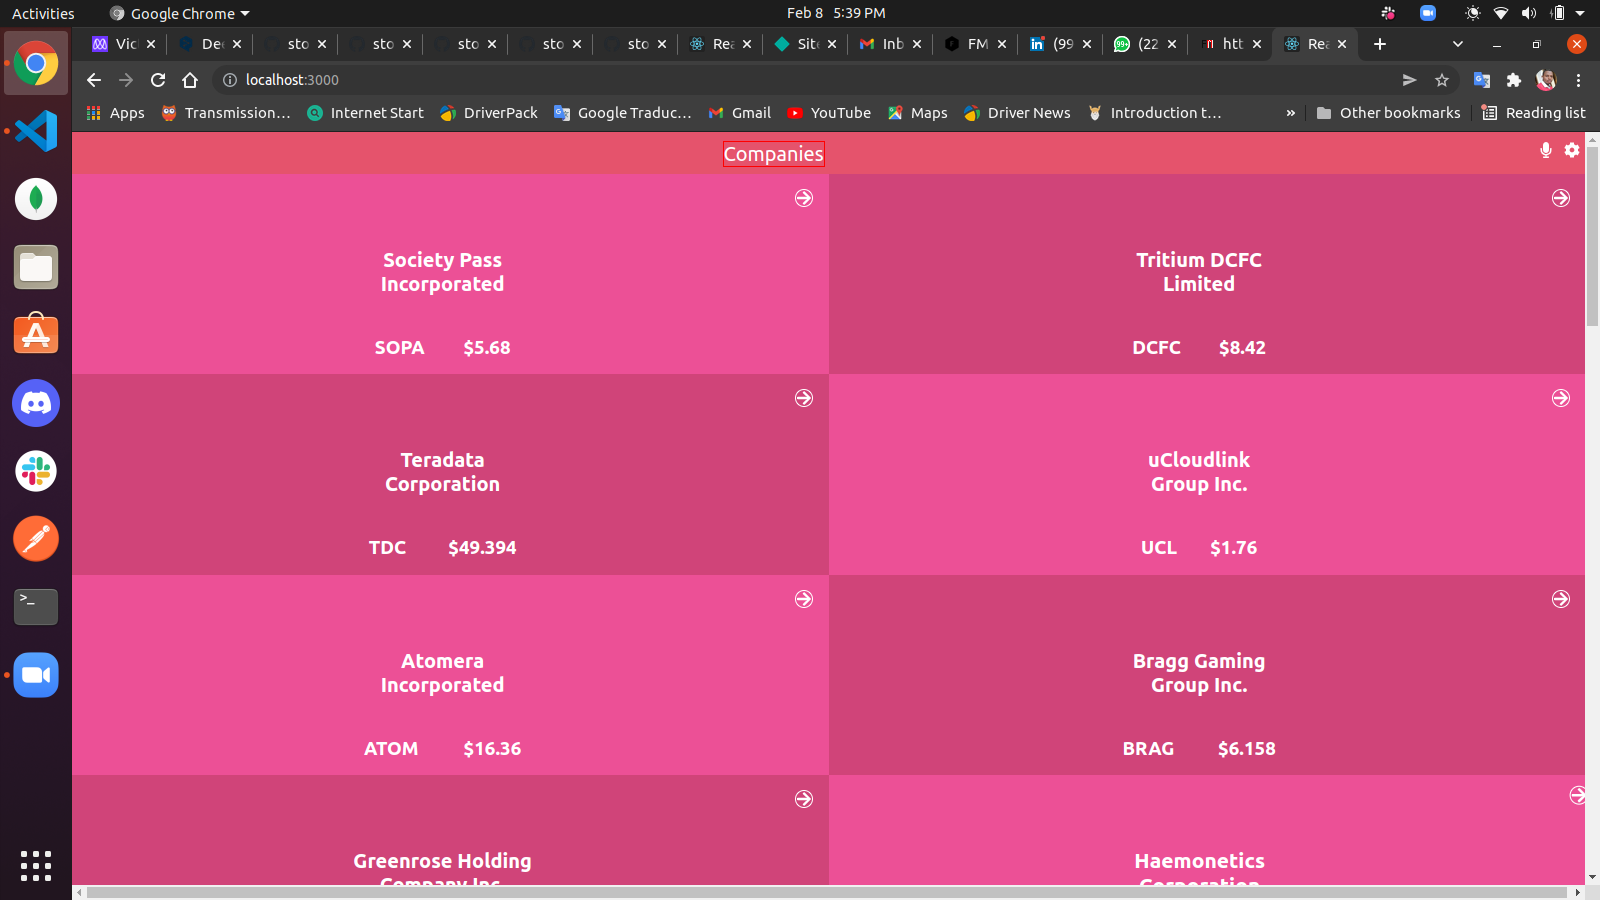 Activities Google Chrome Feb 8 5:39 PM
Vic Dee sto sto sto sto sto Rea Site Inb FM (99 (22 htt Rea
localhost:3000
Apps Transmission… Internet Start DriverPack Google Traduc… Gmail YouTube Maps Driver News Introduction t… » Other bookmarks Reading list
Companies
Society Pass
Incorporated
SOPA $5.68
Tritium DCFC
Limited
DCFC $8.42
Teradata
Corporation
TDC $49.394
uCloudlink
Group Inc.
UCL $1.76
Atomera
Incorporated
ATOM $16.36
Bragg Gaming
Group Inc.
BRAG $6.158
Greenrose Holding
Company Inc.
Haemonetics
Corporation